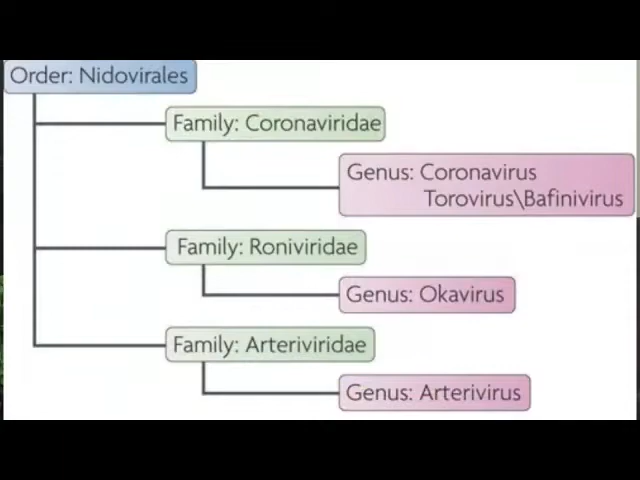 Order: Nidovirales
Family: Coronaviridae
Genus: Coronavirus
Torovirus\Bafinivirus
Family: Roniviridae
Genus: Okavirus
Family: Arteriviridae
Genus: Arterivirus